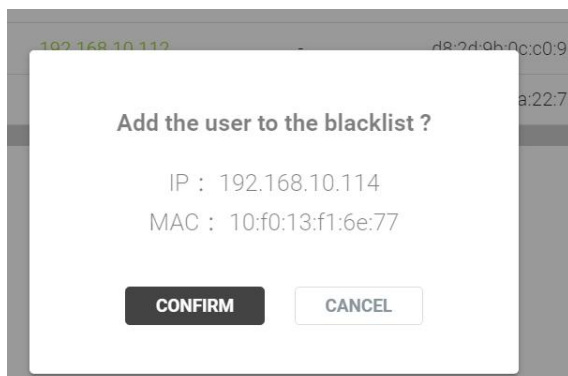 192.168.10.112 - d8:2d:9b:0c:c0:9
a:22:7
Add the user to the blacklist ?
IP : 192.168.10.114
MAC : 10:f0:13:f1:6e:77
CONFIRM CANCEL